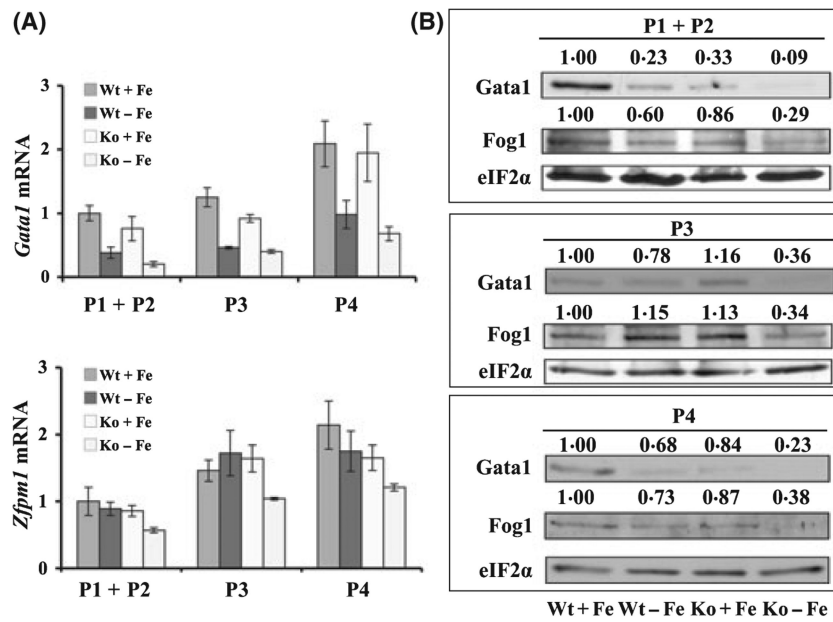 (A)
3
2
1
0
Gata1 mRNA
Wt + Fe
Wt – Fe
Ko + Fe
Ko – Fe
P1 + P2
P3
P4
3
2
1
0
Zfpm1 mRNA
Wt + Fe
Wt – Fe
Ko + Fe
Ko – Fe
P1 + P2
P3
P4
(B)
P1 + P2
1·00 0·23 0·33 0·09
Gata1
1·00 0·60 0·86 0·29
Fog1
eIF2α
P3
1·00 0·78 1·16 0·36
Gata1
1·00 1·15 1·13 0·34
Fog1
eIF2α
P4
1·00 0·68 0·84 0·23
Gata1
1·00 0·73 0·87 0·38
Fog1
eIF2α
Wt + Fe Wt – Fe Ko + Fe Ko – Fe